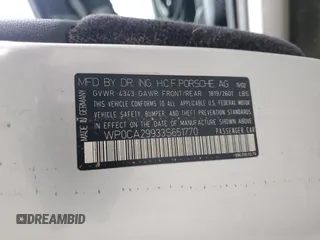 MADE IN GERMANY
MFD BY DR. ING. H.C.F. PORSCHE AG 
GVWR 4343 GAWR FRONT/REAR 1819/2601 LBS
THIS VEHICLE CONFORMS TO ALL APPLICABLE
FEDERAL MOTOR VEHICLE
SAFETY, BUMPER AND THEFT PREVENTION
STANDARDS IN EFFECT ON THE DATE OF
MANUFACTURE SHOWN ABOVE
WP0CA29933S651770
PASSENGER CAR
DREAMBID.PL